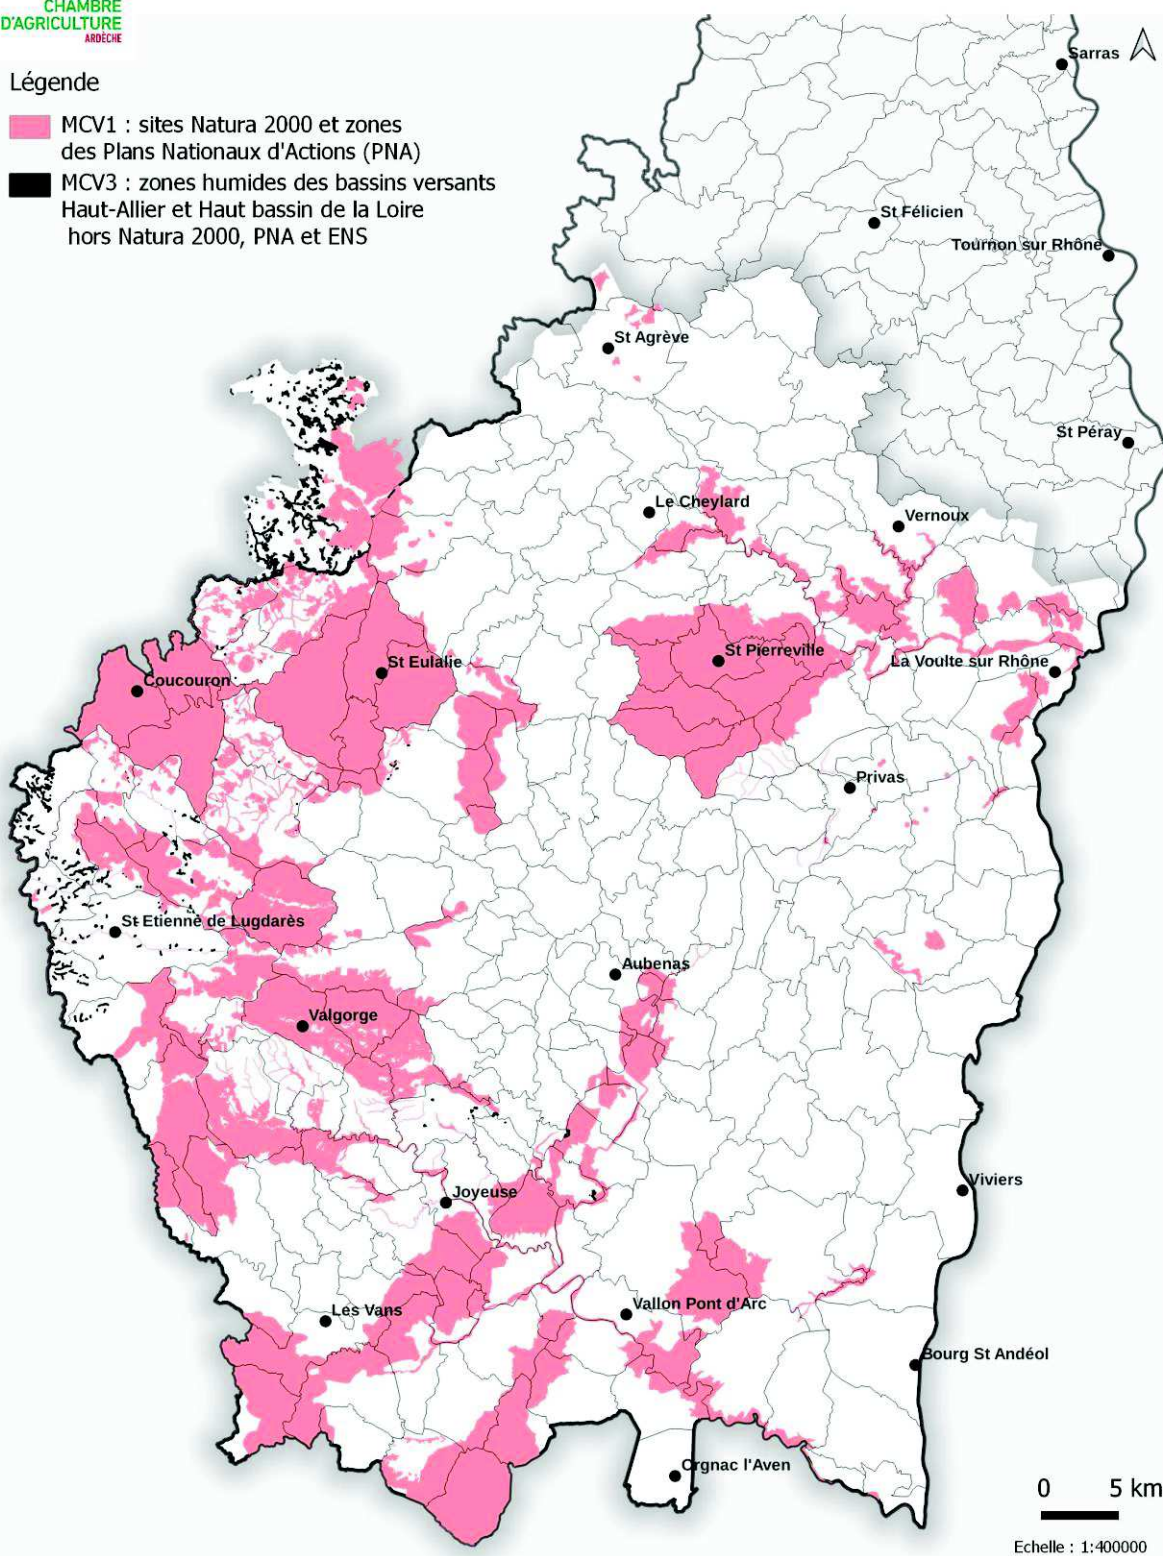 CHAMBRE
D'AGRICULTURE
ARDÈCHE
Légende
MCV1 : sites Natura 2000 et zones
des Plans Nationaux d'Actions (PNA)
MCV3 : zones humides des bassins versants
Haut-Allier et Haut bassin de la Loire
hors Natura 2000, PNA et ENS
Sarras
St Félicien
Tournon sur Rhône
St Agrève
St Péray
Le Cheylard
Vernoux
St Pierreville
St Eulalie
La Voulte sur Rhône
Coucouron
Privas
St Etienne de Lugdarès
Aubenas
Valgorge
Viviers
Joyeuse
Vallon Pont d'Arc
Les Vans
Bourg St Andéol
Orgnac l'Aven
0 5 km
Echelle : 1:400000